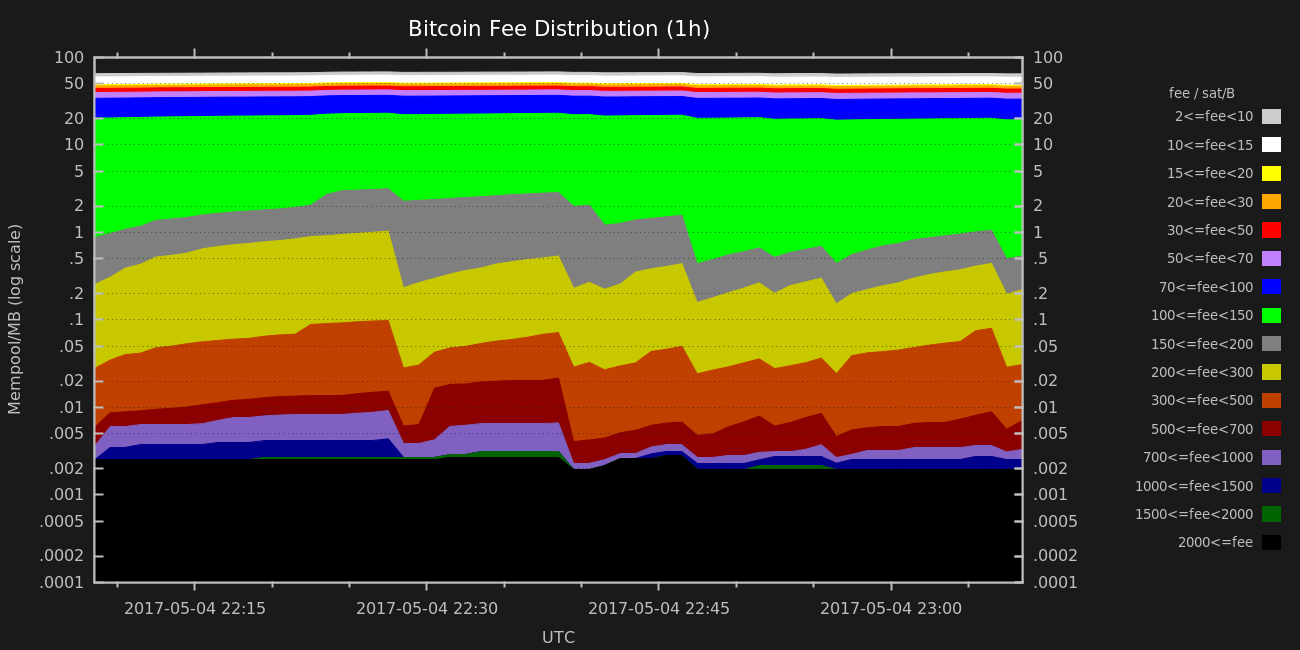 Bitcoin Fee Distribution (1h)
Mempool/MB (log scale)
100
50
20
10
5
2
1
.5
.2
.1
.05
.02
.01
.005
.002
.001
.0005
.0002
.0001
100
50
20
10
5
2
1
.5
.2
.1
.05
.02
.01
.005
.002
.001
.0005
.0002
.0001
2017-05-04 22:15 2017-05-04 22:30 2017-05-04 22:45 2017-05-04 23:00
UTC
fee / sat/B
2<=fee<10
10<=fee<15
15<=fee<20
20<=fee<30
30<=fee<50
50<=fee<70
70<=fee<100
100<=fee<150
150<=fee<200
200<=fee<300
300<=fee<500
500<=fee<700
700<=fee<1000
1000<=fee<1500
1500<=fee<2000
2000<=fee